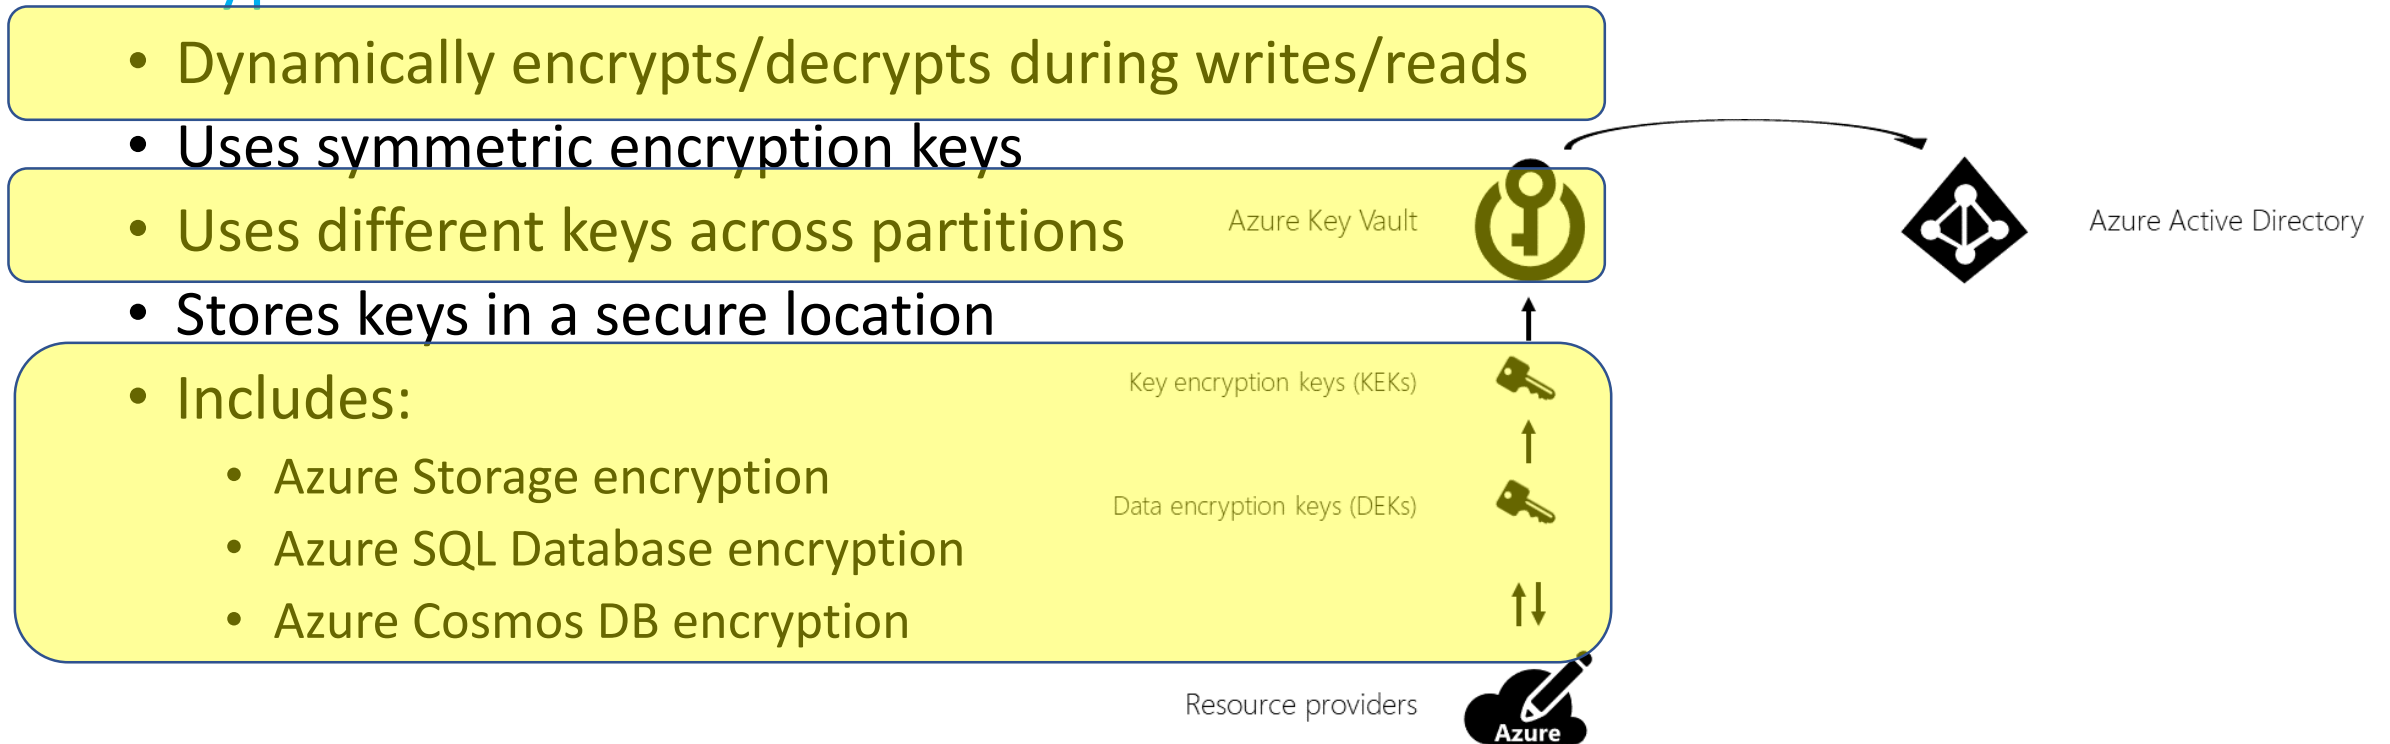 • Dynamically encrypts/decrypts during writes/reads
• Uses symmetric encryption keys
• Uses different keys across partitions
• Stores keys in a secure location
• Includes:
• Azure Storage encryption
• Azure SQL Database encryption
• Azure Cosmos DB encryption
Azure Key Vault
Azure Active Directory
Key encryption keys (KEKs)
Data encryption keys (DEKs)
Resource providers
Azure